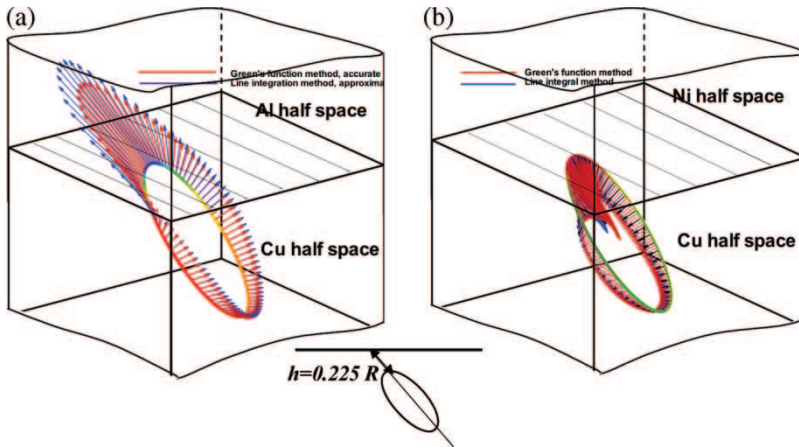 (a)
Green's function method, accurate
Line integration method, approxima
Al half space
Cu half space
(b)
Green's function method
Line integral method
Ni half space
Cu half space
h=0.225 R